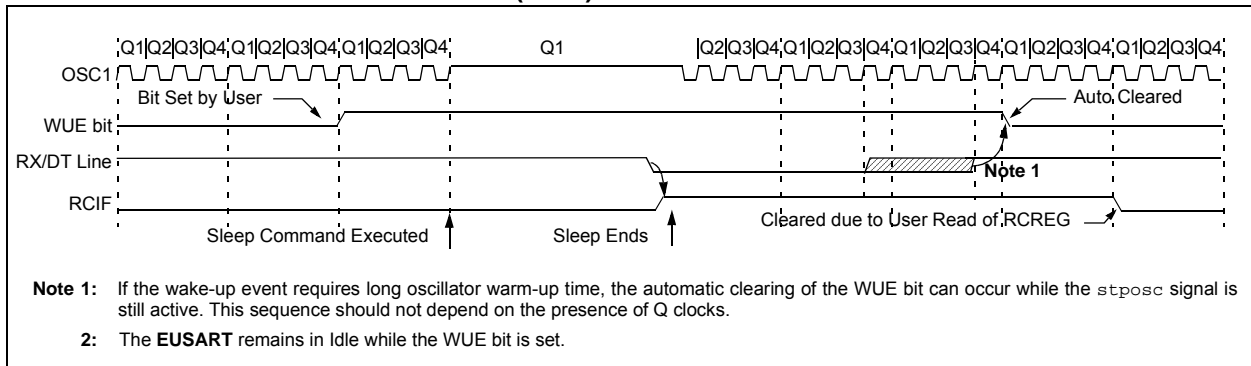 Q1|Q2|Q3|Q4|Q1|Q2|Q3|Q4|Q1|Q2|Q3|Q4 Q1 |Q2|Q3|Q4|Q1|Q2|Q3|Q4|Q1|Q2|Q3|Q4|Q1|Q2|Q3|Q4|Q1|Q2|Q3|Q4
OSC1
Bit Set by User Auto Cleared
WUE bit
RX/DT Line
Note 1
RCIF
Cleared due to User Read of RCREG
Sleep Command Executed Sleep Ends
Note 1: If the wake-up event requires long oscillator warm-up time, the automatic clearing of the WUE bit can occur while the stposc signal is
still active. This sequence should not depend on the presence of Q clocks.
2: The EUSART remains in Idle while the WUE bit is set.